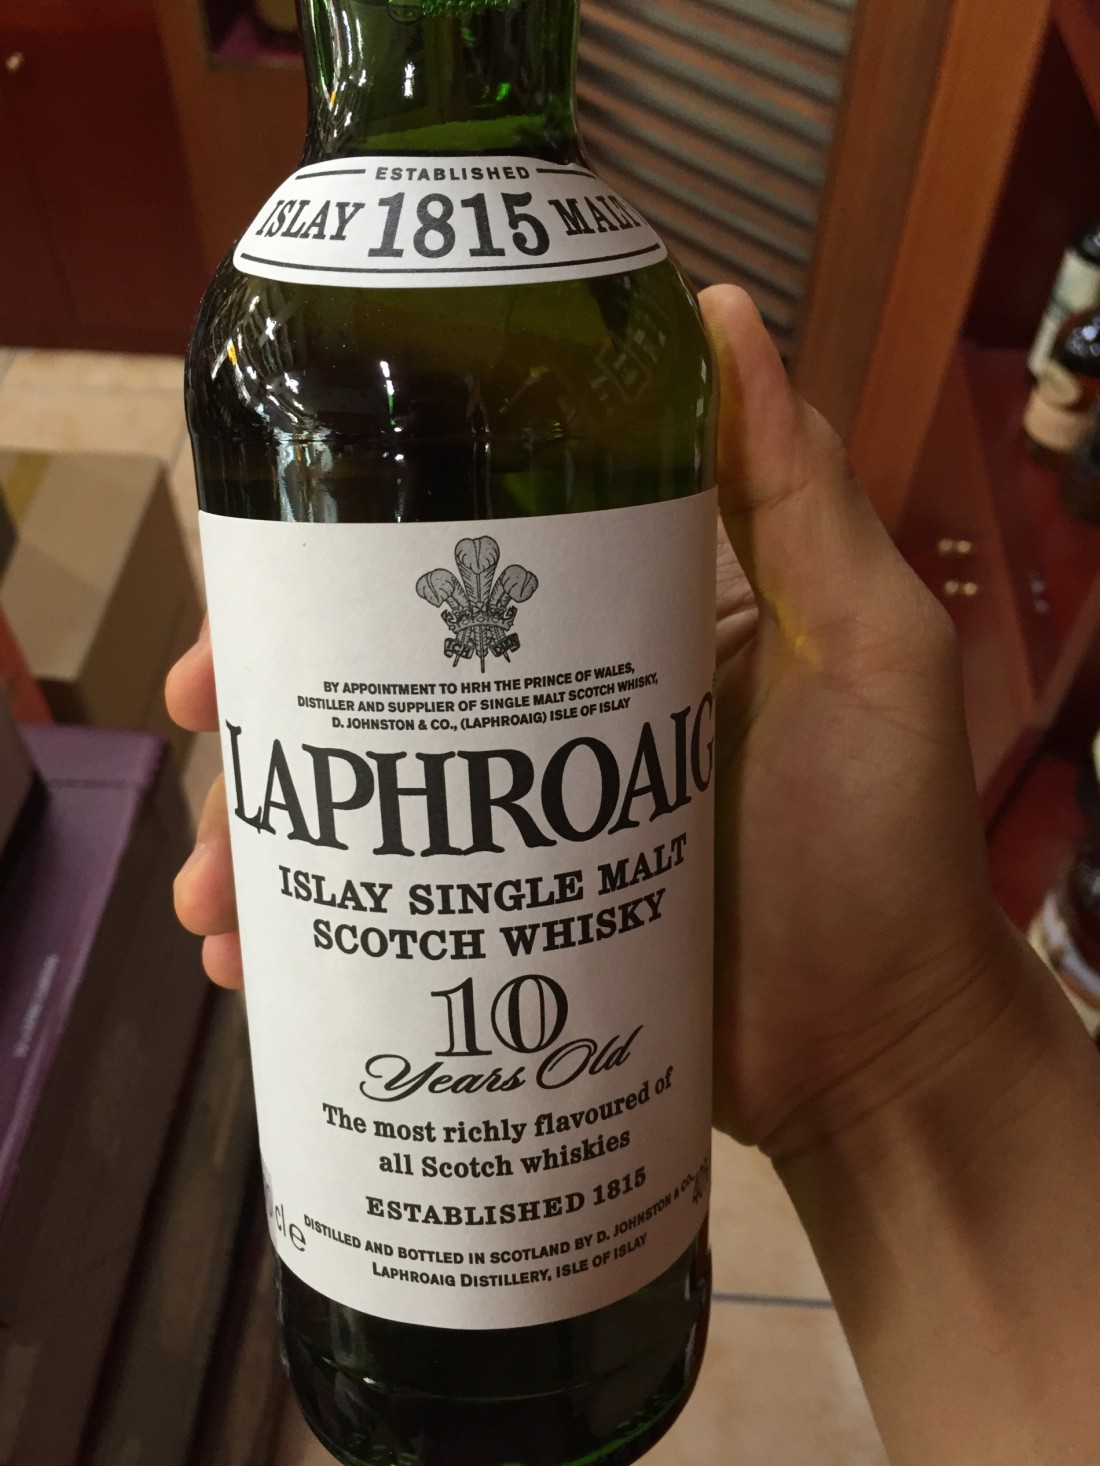 ESTABLISHED
ISLAY 1815 MALT
ICH DIEN
BY APPOINTMENT TO HRH THE PRINCE OF WALES,
DISTILLER AND SUPPLIER OF SINGLE MALT SCOTCH WHISKY,
D. JOHNSTON & CO., (LAPHROAIG) ISLE OF ISLAY
LAPHROAIG
ISLAY SINGLE MALT
SCOTCH WHISKY
10
Years Old
The most richly flavoured of
all Scotch whiskies
ESTABLISHED 1815
cl e
DISTILLED AND BOTTLED IN SCOTLAND BY D. JOHNSTON & CO.,
LAPHROAIG DISTILLERY, ISLE OF ISLAY